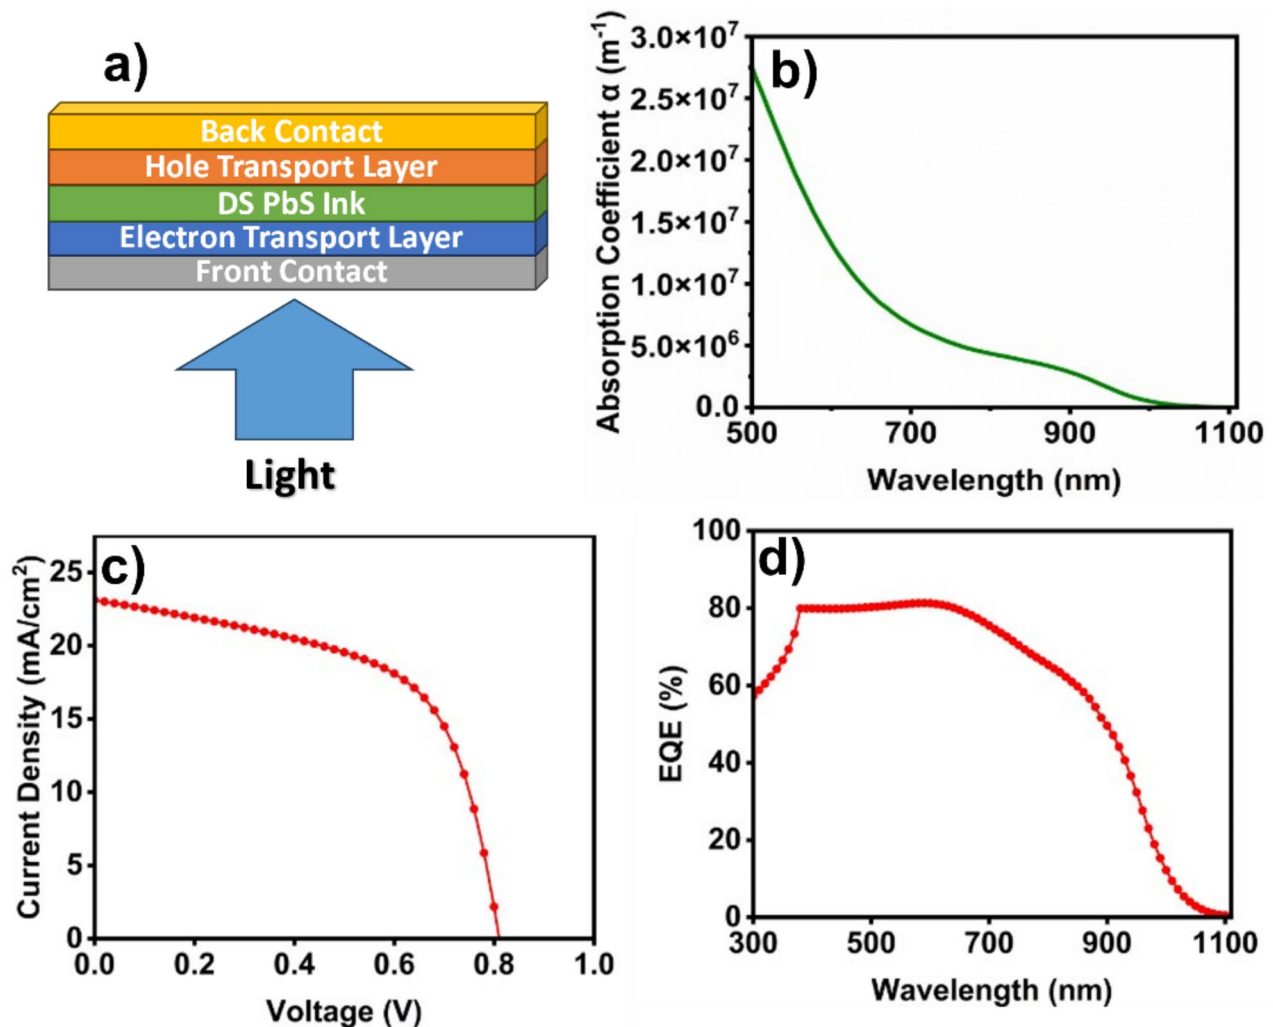 a)
Back Contact
Hole Transport Layer
DS PbS Ink
Electron Transport Layer
Front Contact
Light
b)
Absorption Coefficient α (m⁻¹)
3.0×10⁷
2.5×10⁷
2.0×10⁷
1.5×10⁷
1.0×10⁷
5.0×10⁶
0.0
500 700 900 1100
Wavelength (nm)
c)
Current Density (mA/cm²)
25
20
15
10
5
0
0.0 0.2 0.4 0.6 0.8 1.0
Voltage (V)
d)
EQE (%)
100
80
60
40
20
0
300 500 700 900 1100
Wavelength (nm)